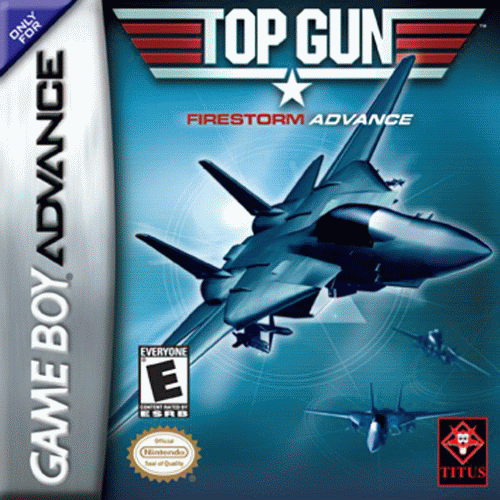 ONLY
FOR
GAME BOY ADVANCE
TOP GUN
™
FIRESTORM ADVANCE
EVERYONE
E
CONTENT RATED BY
ESRB
Official
Nintendo
Seal of Quality
TITUS